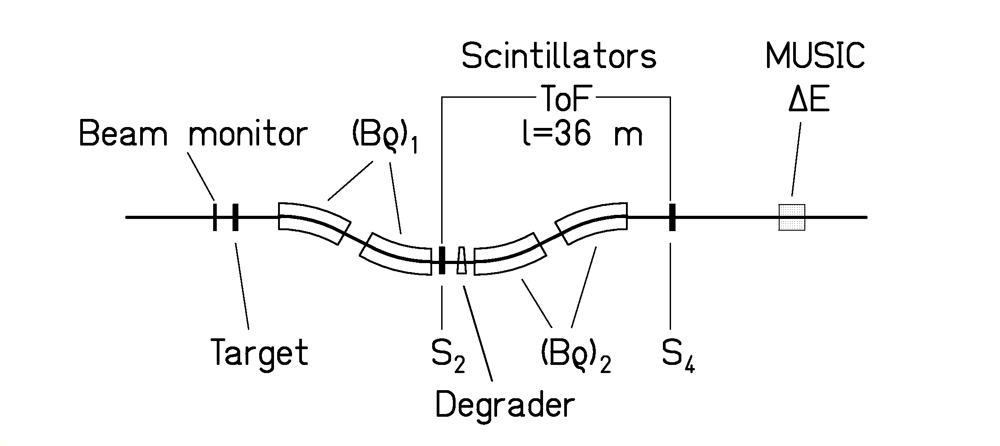 Scintillators
MUSIC
ToF
ΔE
Beam monitor
(Bϱ)₁
l=36 m
Target
S₂
(Bϱ)₂
S₄
Degrader